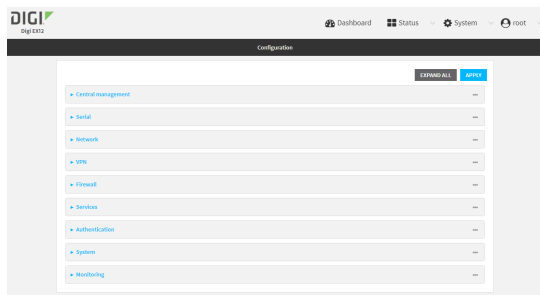 DIGI
Digi EX12
Dashboard Status System root
Configuration
EXPAND ALL APPLY
Central management
Serial
Network
VPN
Firewall
Services
Authentication
System
Monitoring